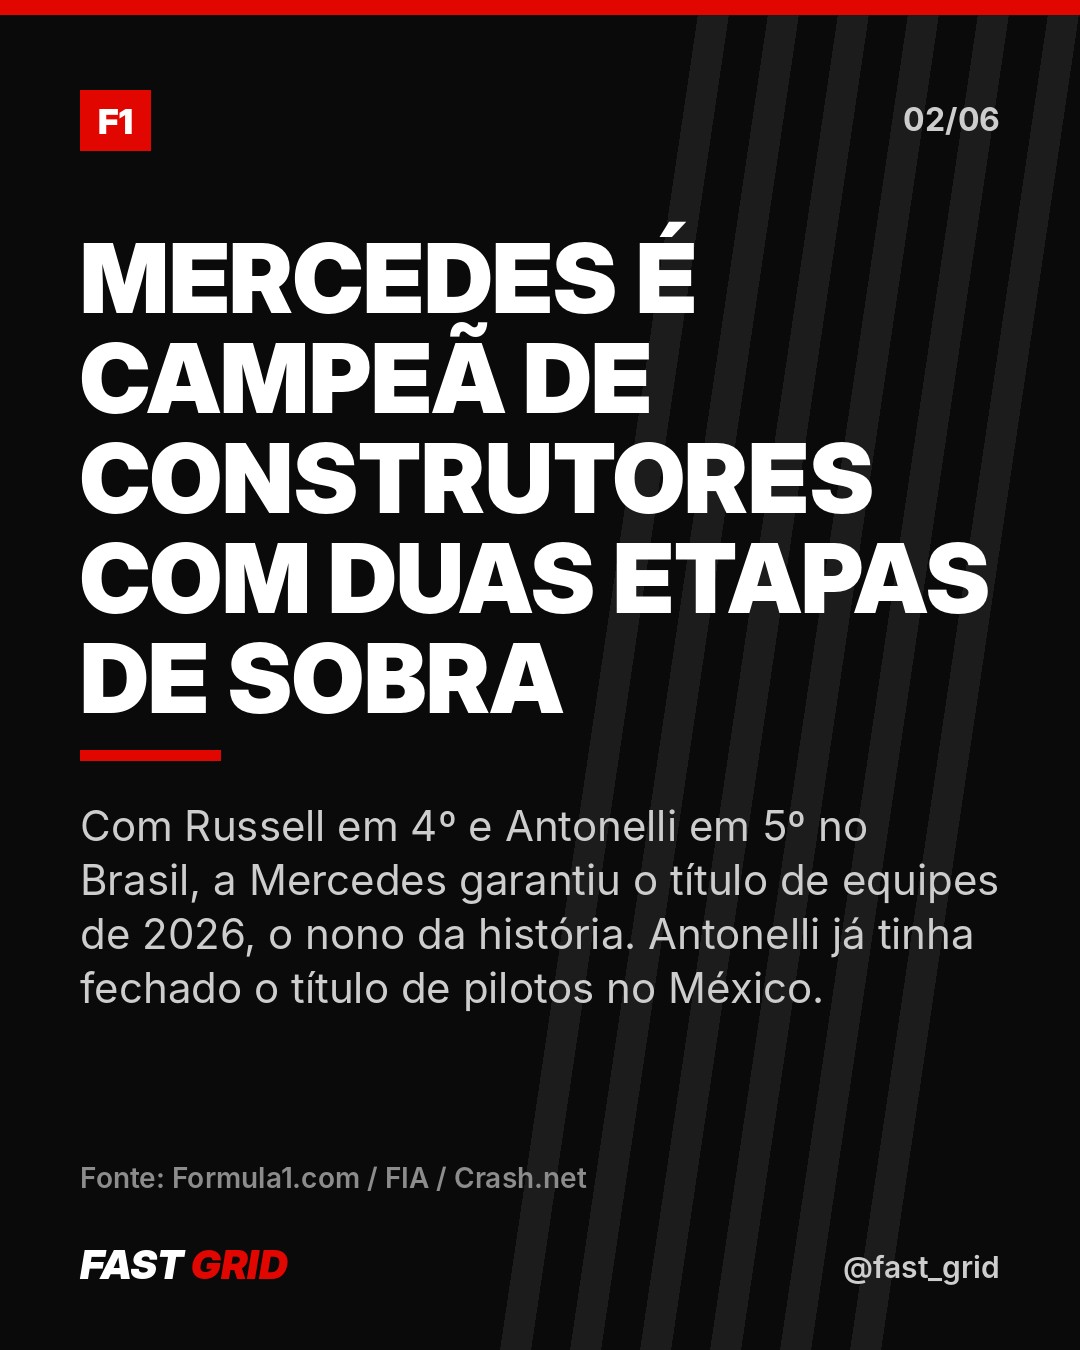 F1
02/06
MERCEDES É
CAMPEÃ DE
CONSTRUTORES
COM DUAS ETAPAS
DE SOBRA
Com Russell em 4º e Antonelli em 5º no
Brasil, a Mercedes garantiu o título de equipes
de 2026, o nono da história. Antonelli já tinha
fechado o título de pilotos no México.
Fonte: Formula1.com / FIA / Crash.net
FAST GRID
@fast_grid